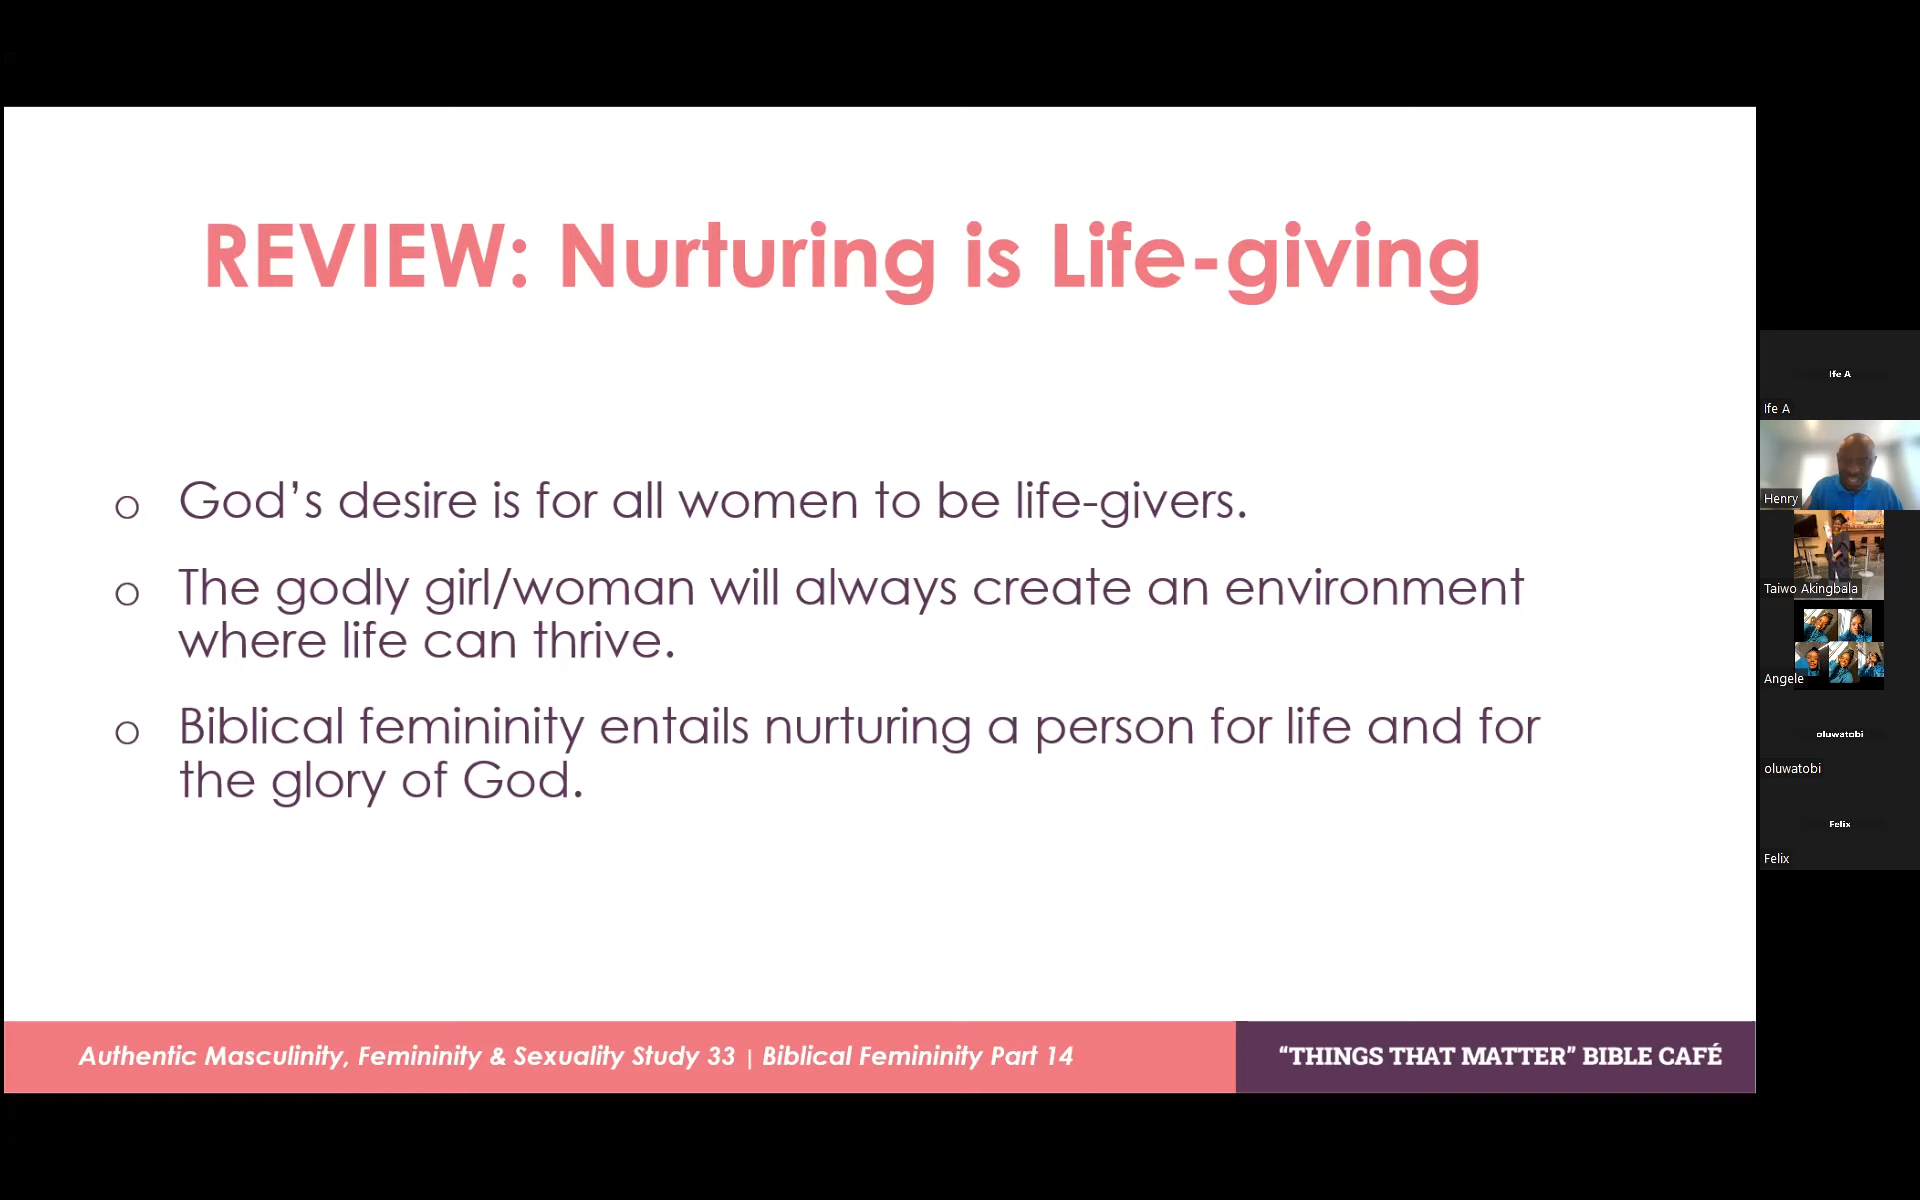 REVIEW: Nurturing is Life-giving
o God’s desire is for all women to be life-givers.
o The godly girl/woman will always create an environment
where life can thrive.
o Biblical femininity entails nurturing a person for life and for
the glory of God.
Authentic Masculinity, Femininity & Sexuality Study 33 | Biblical Femininity Part 14
“THINGS THAT MATTER” BIBLE CAFÉ
Ife A
Ife A
Henry
Taiwo Akingbala
Angele
oluwatobi
oluwatobi
Felix
Felix